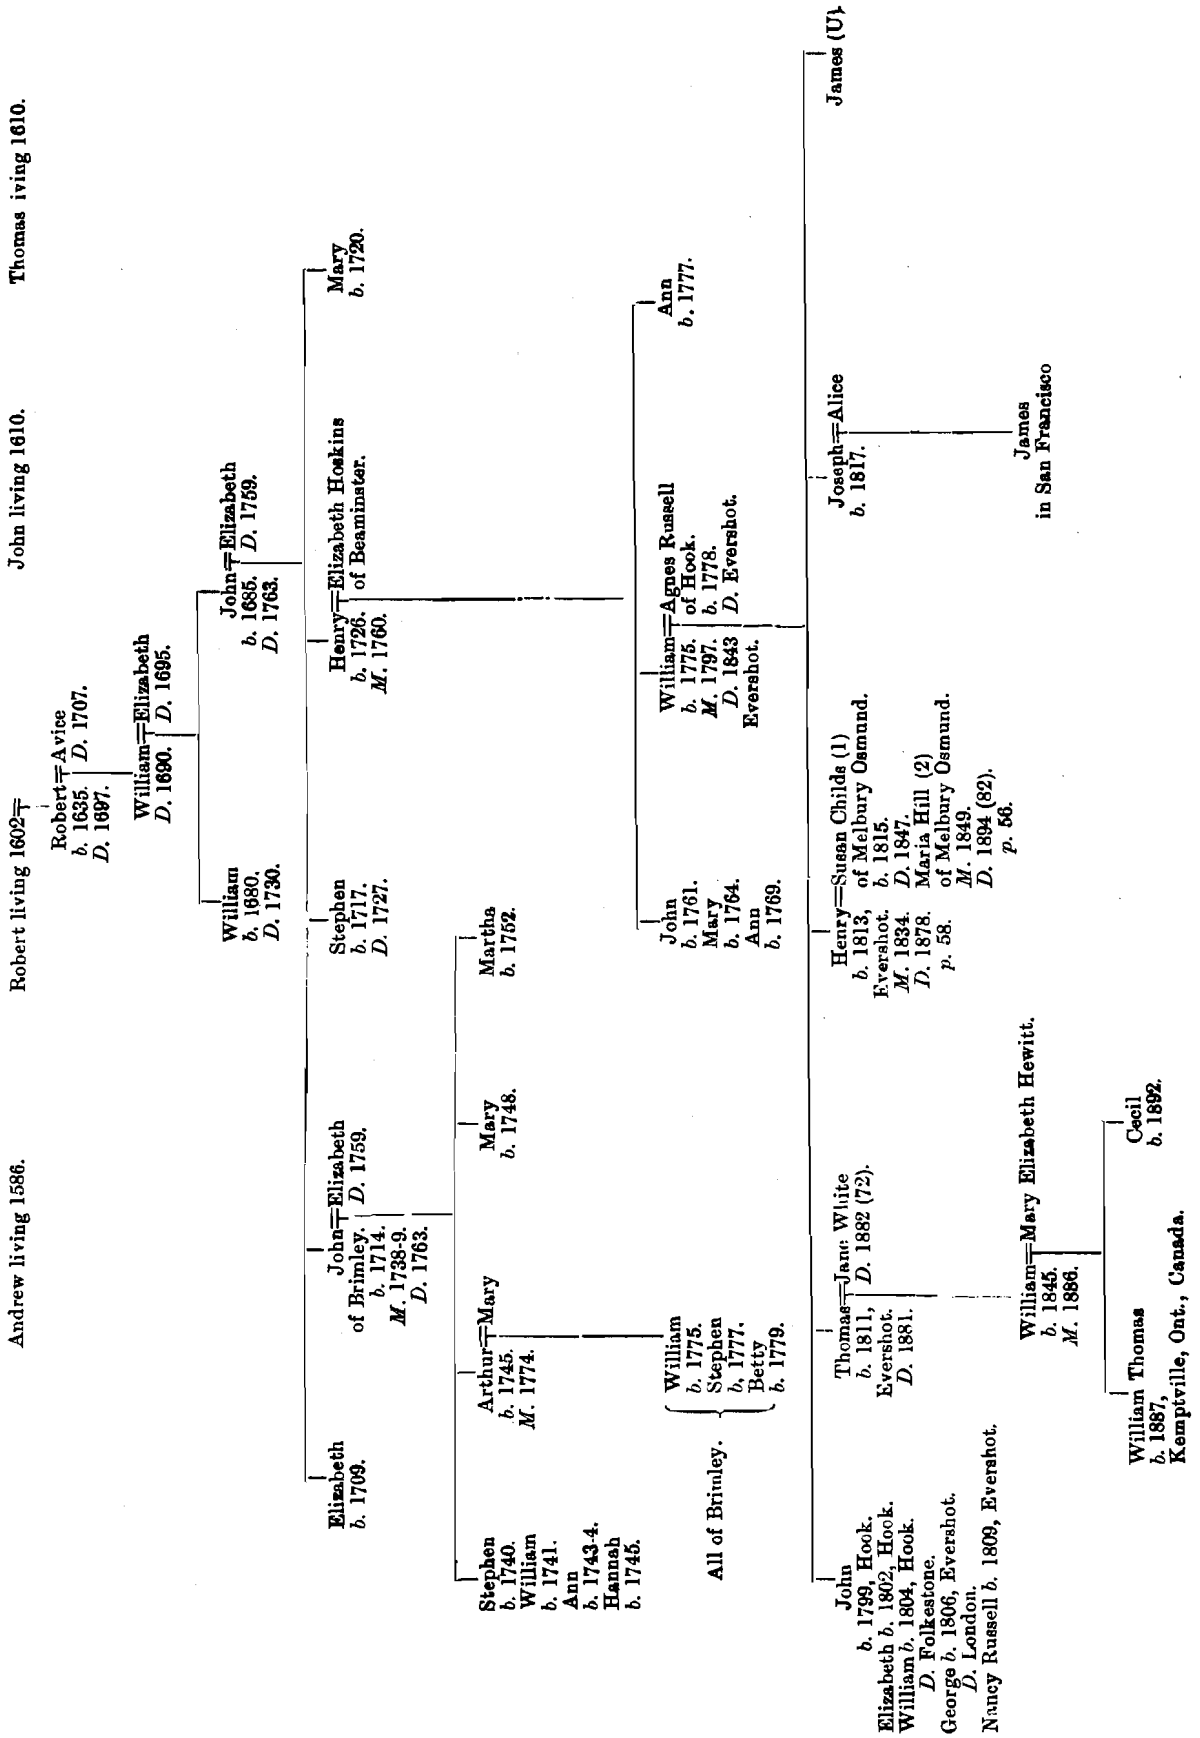 Andrew living 1586.
Robert living 1602
John living 1610.
Thomas iving 1610.
Robert=Avice
b. 1635. D. 1707.
D. 1697.
William=Elizabeth
D. 1690. D. 1695.
William
b. 1680.
D. 1730.
John=Elizabeth
b. 1685. D. 1759.
D. 1763.
Elizabeth
b. 1709.
John=Elizabeth
of Brimley. D. 1759.
b. 1714.
M. 1738-9.
D. 1763.
Stephen
b. 1717.
D. 1727.
Henry=Elizabeth Hoskins
b. 1726. of Beaminster.
M. 1760.
Mary
b. 1720.
Stephen
b. 1740.
William
b. 1741.
Ann
b. 1743-4.
Hannah
b. 1745.
Arthur=Mary
b. 1745.
M. 1774.
Mary
b. 1748.
Martha
b. 1752.
All of Brimley.
William
b. 1775.
Stephen
b, 1777.
Betty
b. 1779.
John
b. 1761.
Mary
b. 1764.
Ann
b. 1769.
William=Agnes Russell
b. 1775. of Hook.
M. 1797. b. 1778.
D. 1843 D. Evershot.
Evershot.
Ann
b. 1777.
John
b. 1799, Hook.
Elizabeth b. 1802, Hook.
William b. 1804, Hook.
D. Folkestone.
George b. 1806, Evershot.
D. London.
Nancy Russell b. 1809, Evershot.
Thomas=Jane White
b. 1811, D. 1882 (72).
Evershot.
D. 1881.
Henry=Susan Childs (1)
b. 1813, of Melbury Osmund.
Evershot. b. 1815.
M. 1834. D. 1847.
D. 1878. Maria Hill (2)
p. 58. of Melbury Osmund.
M. 1849.
D. 1894 (82).
p. 56.
Joseph=Alice
b. 1817.
James (U).
William=Mary Elizabeth Hewitt.
b. 1845.
M. 1886.
James
in San Francisco
William Thomas
b. 1887,
Kemptville, Ont., Canada.
Cecil
b. 1892.